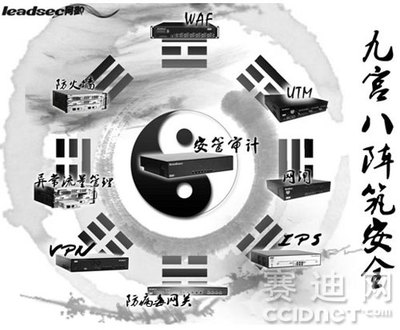 leadsec网御
WAF
防火墙
UTM
安管审计
异常流量管理
网闸
VPN
IPS
防病毒网关
九宫八阵筑安全
赛迪网
CCIDNET.COM